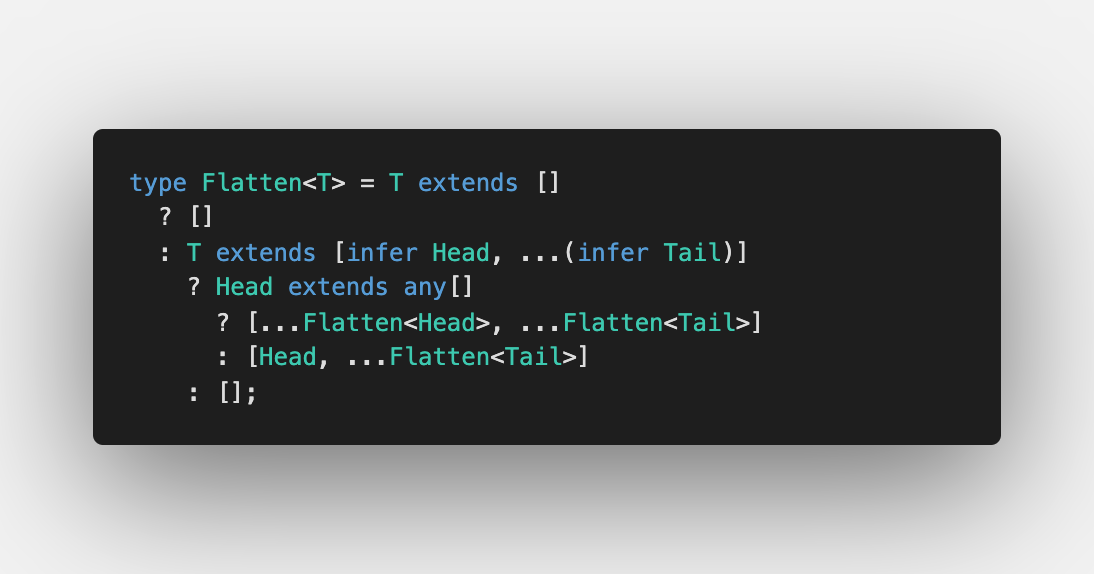 type Flatten<T> = T extends []
  ? []
  : T extends [infer Head, ...(infer Tail)]
    ? Head extends any[]
      ? [...Flatten<Head>, ...Flatten<Tail>]
      : [Head, ...Flatten<Tail>]
    : [];